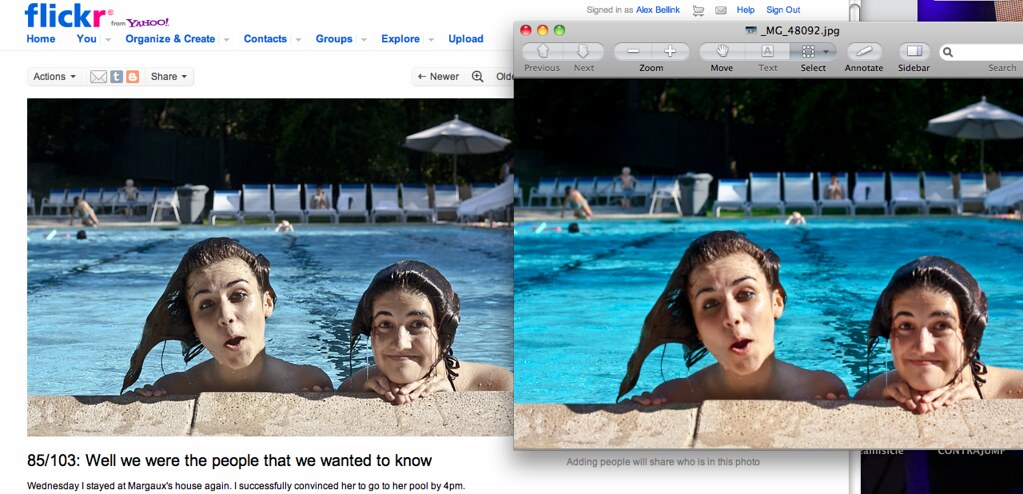 flickr from YAHOO!
Signed in as Alex Bellink Help Sign Out
Home You Organize & Create Contacts Groups Explore Upload
Actions Share Newer Olde
85/103: Well we were the people that we wanted to know
Wednesday I stayed at Margaux's house again. I successfully convinced her to go to her pool by 4pm.
_MG_48092.jpg
Previous Next Zoom Move Text Select Annotate Sidebar Search
Adding people will share who is in this photo
CONTRAJUMP